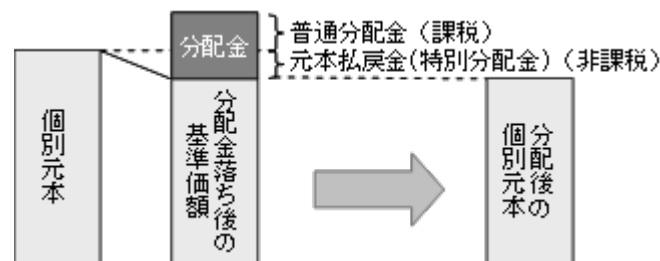 分配金
普通分配金（課税）
元本払戻金(特別分配金)（非課税）
個別元本
分配金落ち後の
基準価額
分配後の
個別元本